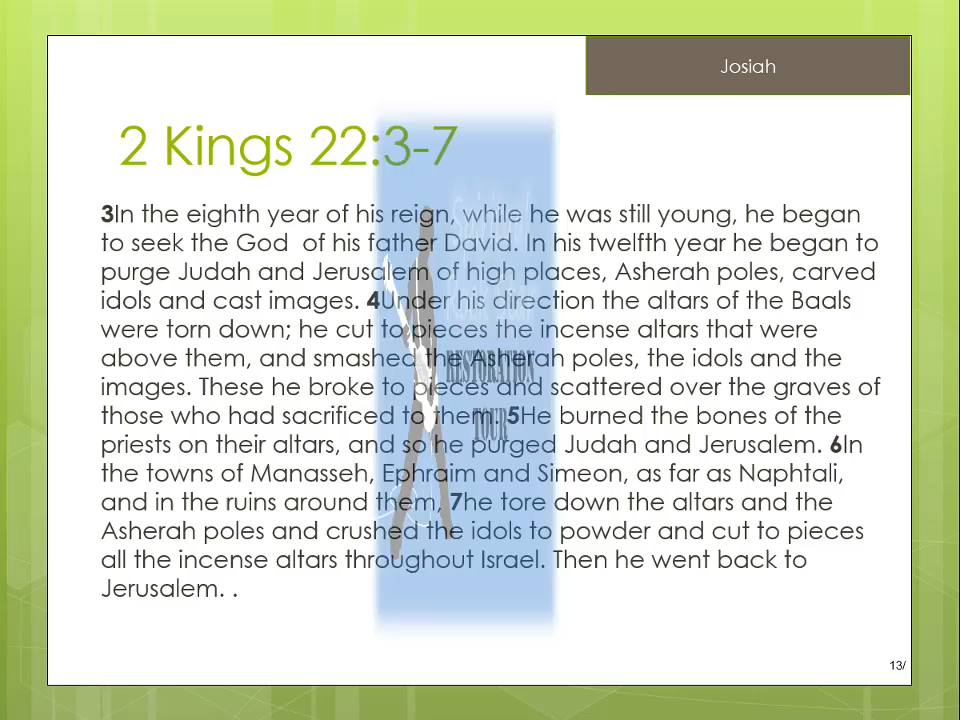 Josiah
2 Kings 22:3-7
3In the eighth year of his reign, while he was still young, he began
to seek the God  of his father David. In his twelfth year he began to
purge Judah and Jerusalem of high places, Asherah poles, carved
idols and cast images. 4Under his direction the altars of the Baals
were torn down; he cut to pieces the incense altars that were
above them, and smashed the Asherah poles, the idols and the
images. These he broke to pieces and scattered over the graves of
those who had sacrificed to them. 5He burned the bones of the
priests on their altars, and so he purged Judah and Jerusalem. 6In
the towns of Manasseh, Ephraim and Simeon, as far as Naphtali,
and in the ruins around them, 7he tore down the altars and the
Asherah poles and crushed the idols to powder and cut to pieces
all the incense altars throughout Israel. Then he went back to
Jerusalem. .
RESTORATION
TOUR
13/